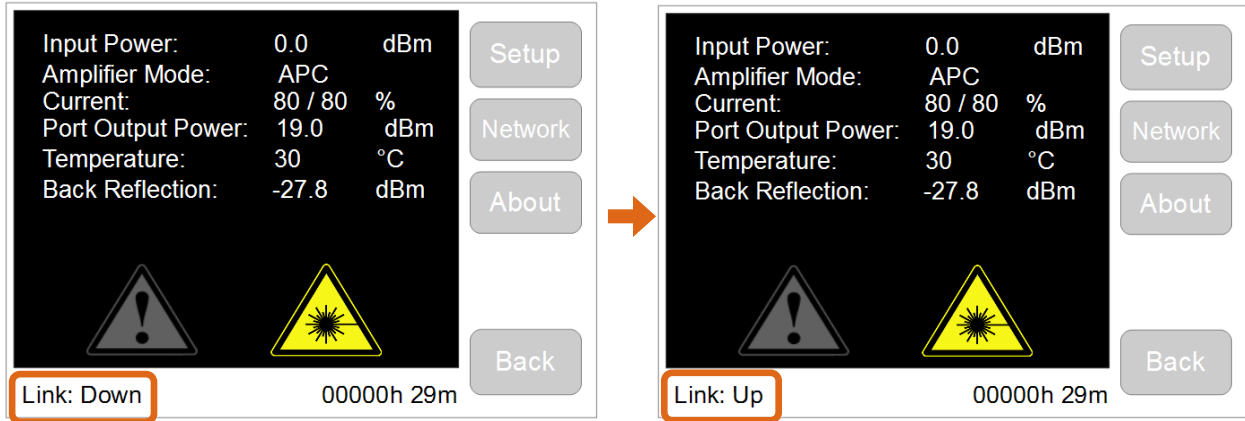 Input Power: 0.0 dBm
Amplifier Mode: APC
Current: 80 / 80 %
Port Output Power: 19.0 dBm
Temperature: 30 °C
Back Reflection: -27.8 dBm
Setup
Network
About
Back
Link: Down 00000h 29m
Input Power: 0.0 dBm
Amplifier Mode: APC
Current: 80 / 80 %
Port Output Power: 19.0 dBm
Temperature: 30 °C
Back Reflection: -27.8 dBm
Setup
Network
About
Back
Link: Up 00000h 29m